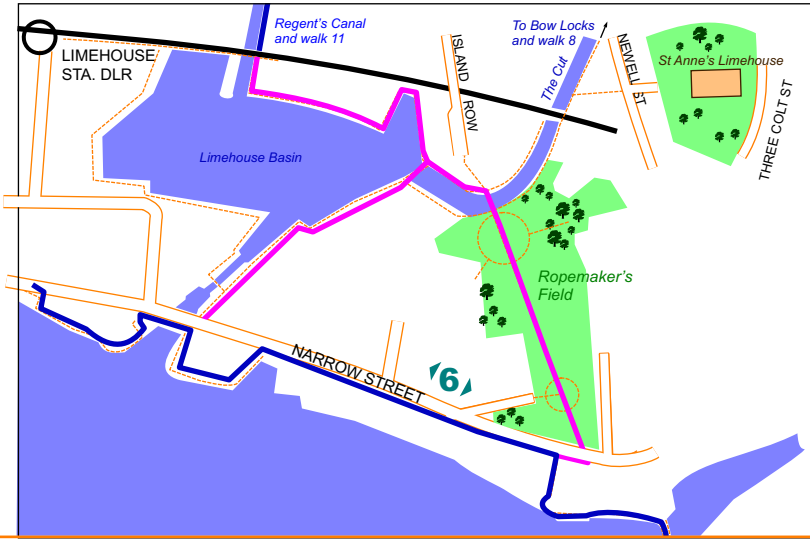 Regent's Canal
and walk 11
To Bow Locks
and walk 8
LIMEHOUSE
STA. DLR
ISLAND ROW
The Cut
NEWELL ST
St Anne's Limehouse
THREE COLT ST
Limehouse Basin
Ropemaker's
Field
NARROW STREET
6